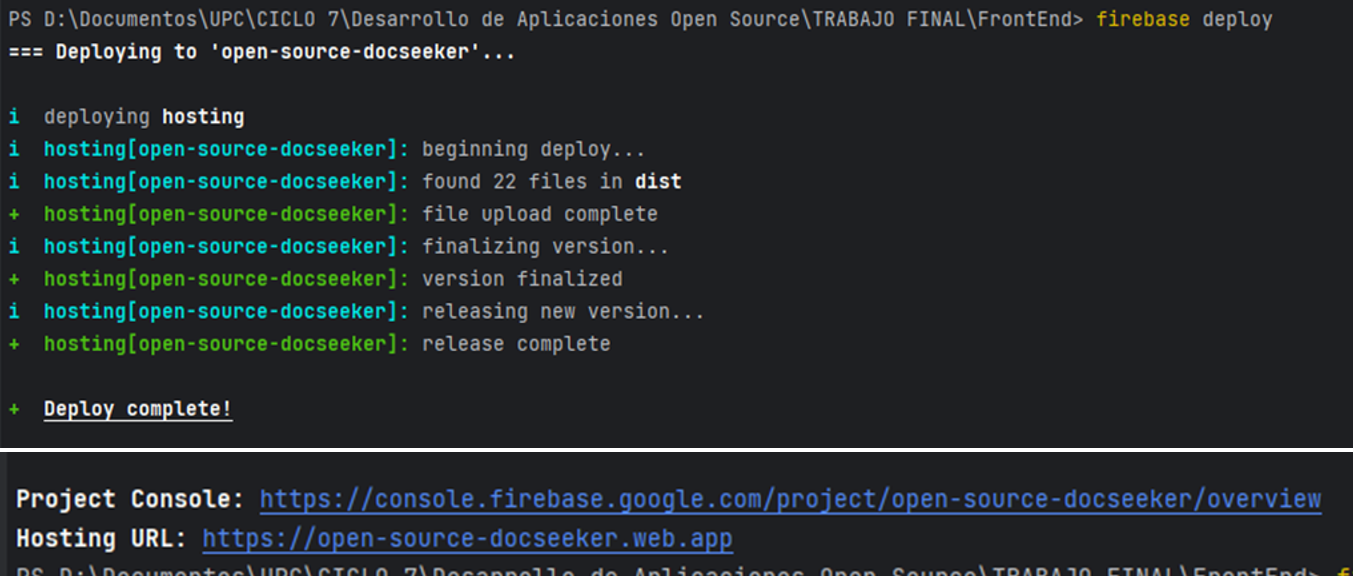 PS D:\Documentos\UPC\CICLO 7\Desarrollo de Aplicaciones Open Source\TRABAJO FINAL\FrontEnd> firebase deploy
=== Deploying to 'open-source-docseeker'...
i deploying hosting
i hosting[open-source-docseeker]: beginning deploy...
i hosting[open-source-docseeker]: found 22 files in dist
+ hosting[open-source-docseeker]: file upload complete
i hosting[open-source-docseeker]: finalizing version...
+ hosting[open-source-docseeker]: version finalized
i hosting[open-source-docseeker]: releasing new version...
+ hosting[open-source-docseeker]: release complete
+ Deploy complete!
Project Console: https://console.firebase.google.com/project/open-source-docseeker/overview
Hosting URL: https://open-source-docseeker.web.app
PS D:\Documentos\UPC\CICLO 7\Desarrollo de Aplicaciones Open Source\TRABAJO FINAL\FrontEnd>